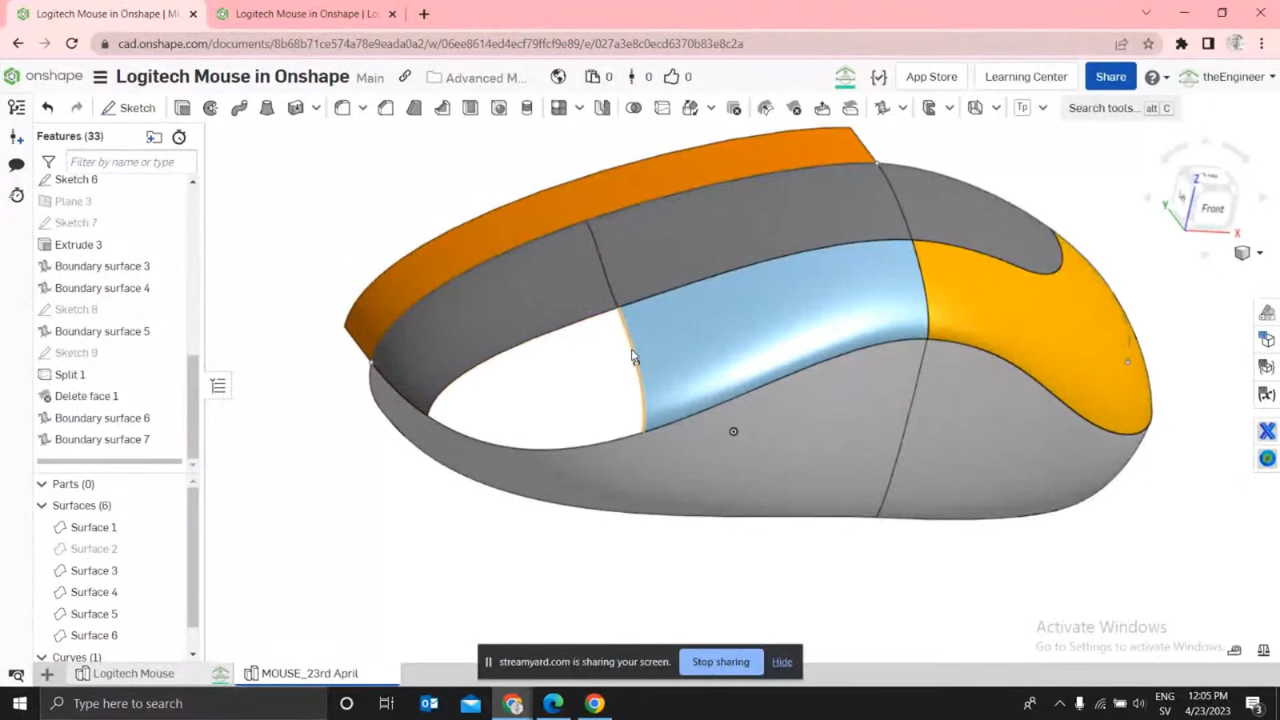 Logitech Mouse in Onshape | M
Logitech Mouse in Onshape | Lo
cad.onshape.com/documents/8b68b71ce574a78e9eada0a2/w/06ee8614ed4ecf79ffcf9e89/e/027a3e8c0ecd6370b83e8c2a
onshape Logitech Mouse in Onshape Main Advanced M... 0 0 0 App Store Learning Center Share theEngineer
Sketch Tp Search tools... alt C
Features (33)
Filter by name or type
Sketch 6
Plane 3
Sketch 7
Extrude 3
Boundary surface 3
Boundary surface 4
Sketch 8
Boundary surface 5
Sketch 9
Split 1
Delete face 1
Boundary surface 6
Boundary surface 7
Parts (0)
Surfaces (6)
Surface 1
Surface 2
Surface 3
Surface 4
Surface 5
Surface 6
Curves (1)
Z
Y
Front
X
Activate Windows
Go to Settings to activate Windows.
streamyard.com is sharing your screen. Stop sharing Hide
Logitech Mouse MOUSE_23rd April
Type here to search
ENG
SV
12:05 PM
4/23/2023
3